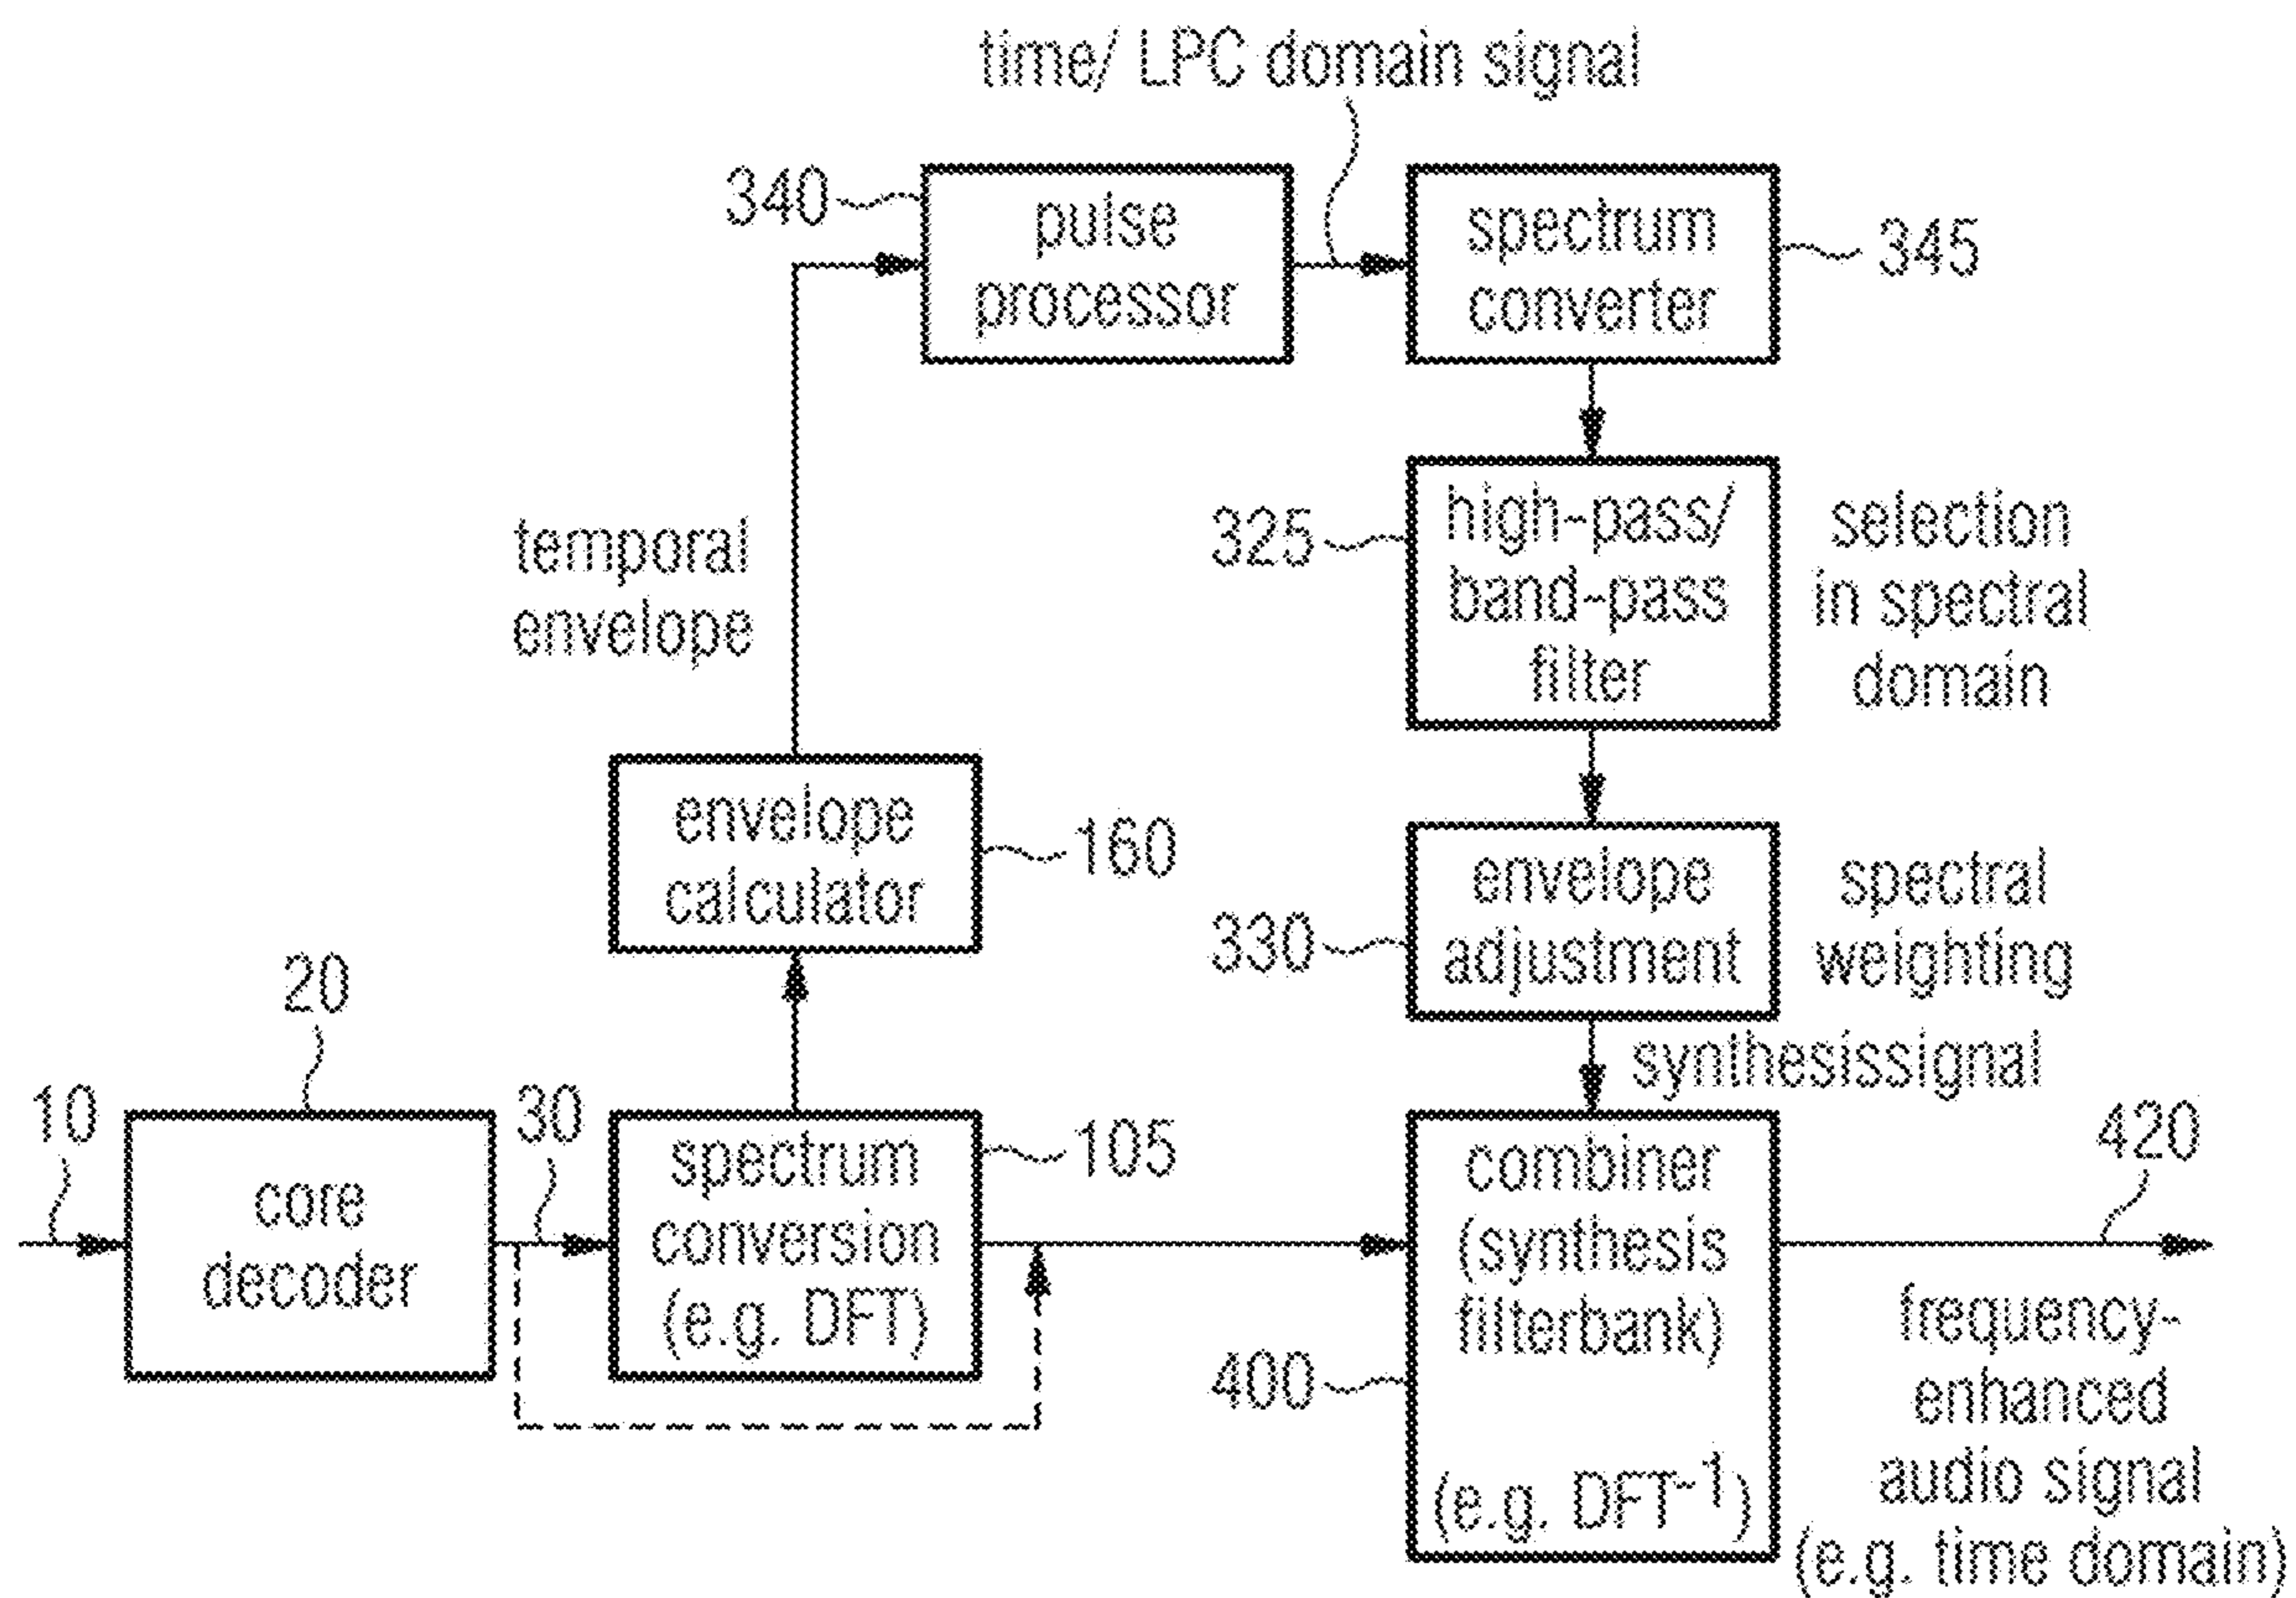 time/ LPC domain signal
340
pulse
processor
spectrum
converter
345
325
high-pass/
band-pass
filter
selection
in spectral
domain
temporal
envelope
envelope
calculator
160
330
envelope
adjustment
spectral
weighting
synthesissignal
20
10
core
decoder
30
spectrum
conversion
(e.g. DFT)
105
combiner
(synthesis
filterbank)
(e.g. DFT⁻¹)
400
420
frequency-
enhanced
audio signal
(e.g. time domain)